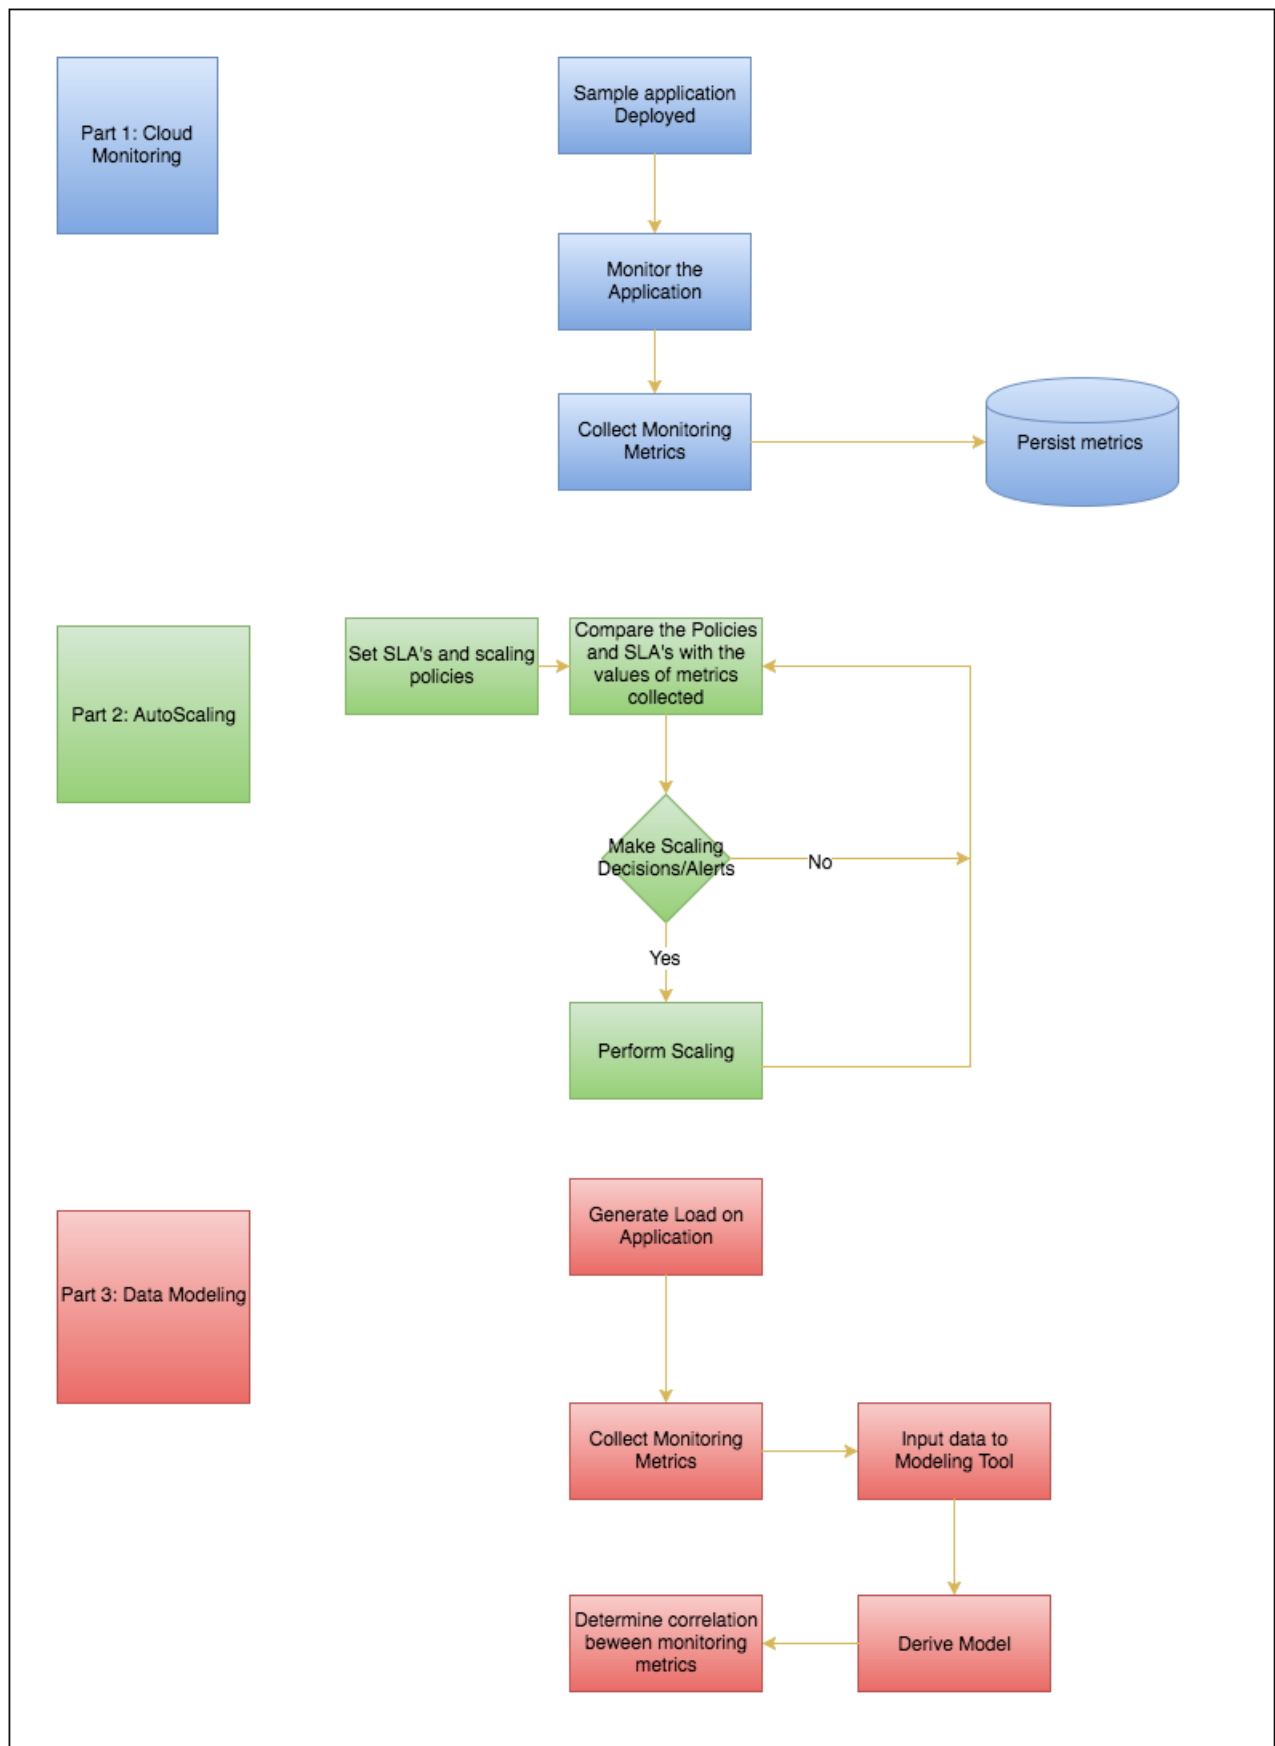 Part 1: Cloud
Monitoring
Sample application
Deployed
Monitor the
Application
Collect Monitoring
Metrics
Persist metrics
Part 2: AutoScaling
Set SLA's and scaling
policies
Compare the Policies
and SLA's with the
values of metrics
collected
Make Scaling
Decisions/Alerts
No
Yes
Perform Scaling
Part 3: Data Modeling
Generate Load on
Application
Collect Monitoring
Metrics
Input data to
Modeling Tool
Derive Model
Determine correlation
beween monitoring
metrics